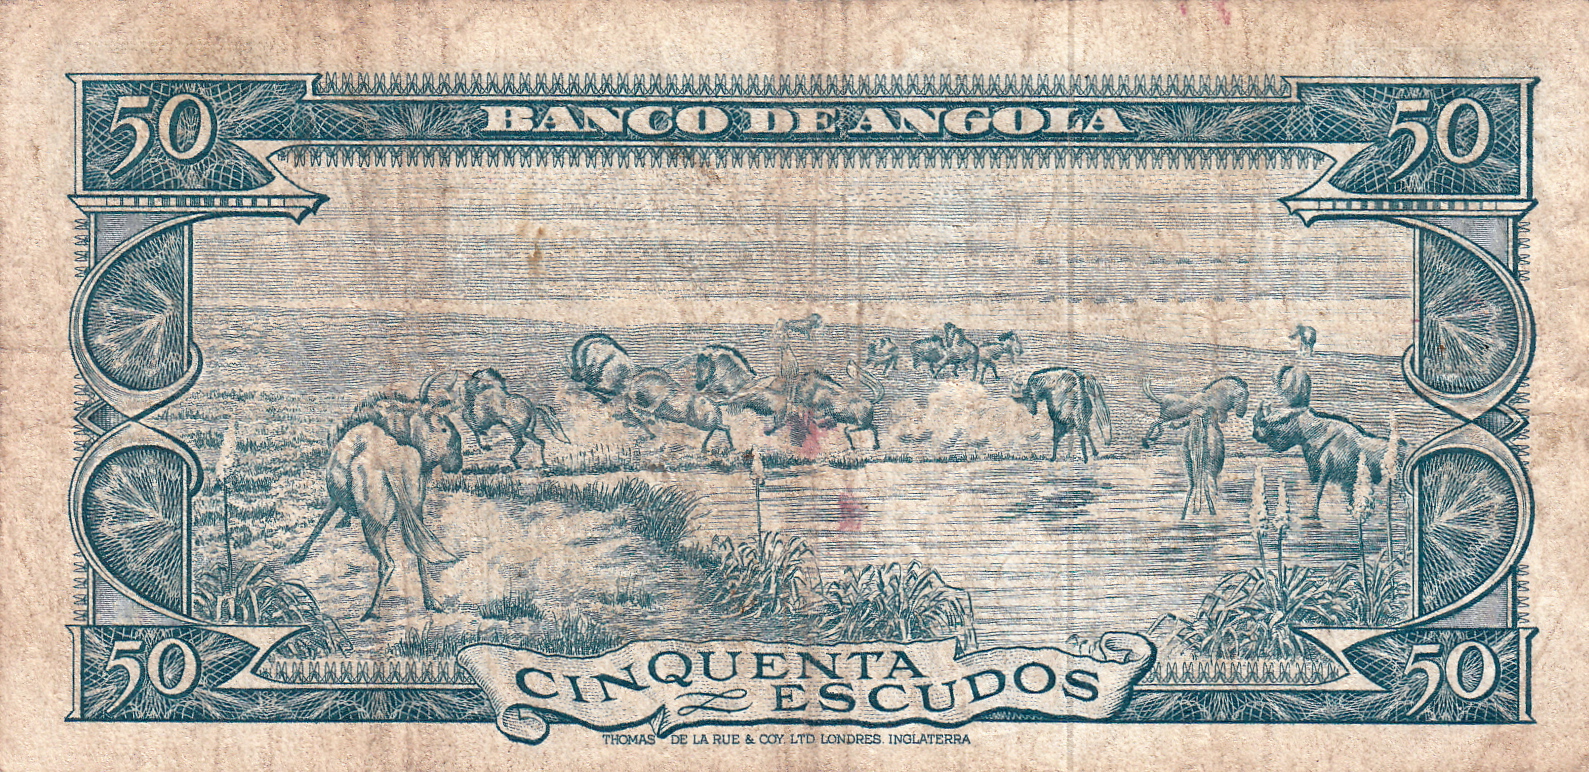 50 BANCO DE ANGOLA 50
50 CINQUENTA 50
ESCUDOS
THOMAS DE LA RUE & COY. LTD LONDRES. INGLATERRA